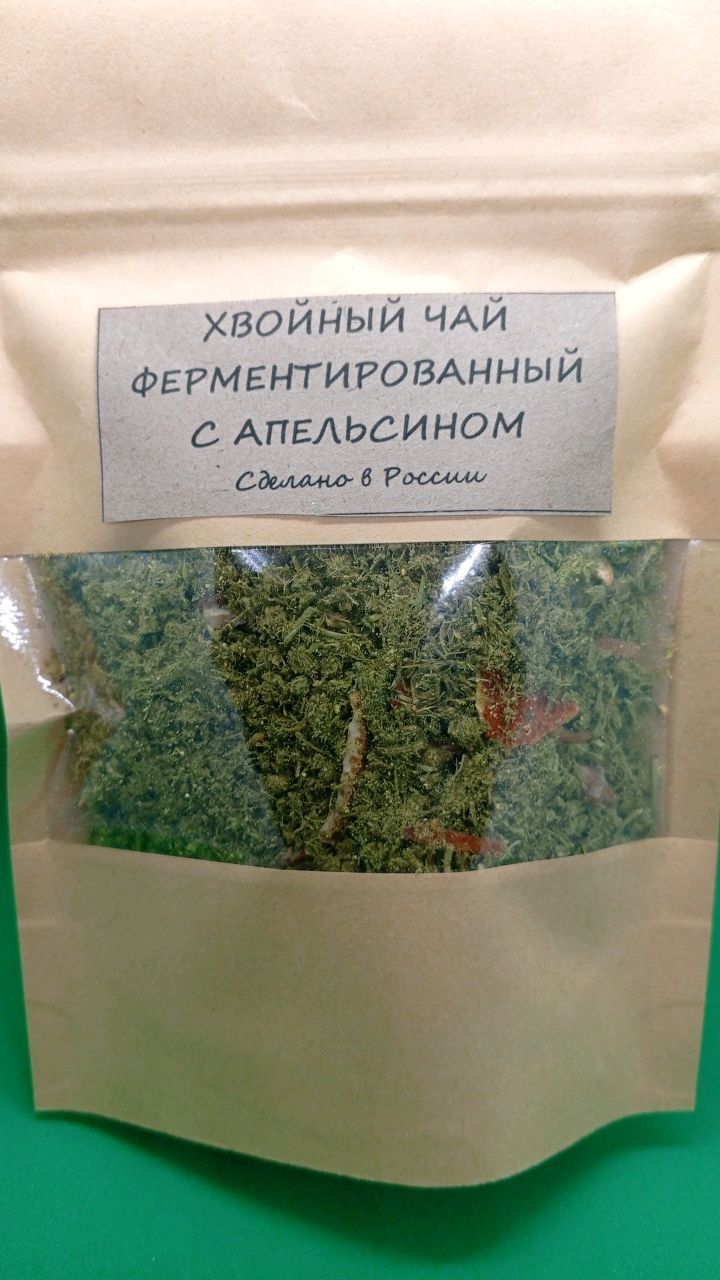 ХВОЙНЫЙ ЧАЙ
ФЕРМЕНТИРОВАННЫЙ
С АПЕЛЬСИНОМ
Сделано в России